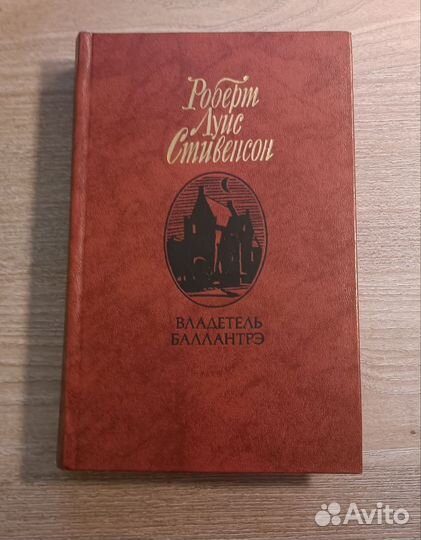 Роберт
Луис
Стивенсон
ВЛАДЕТЕЛЬ
БАЛЛАНТРЭ
Avito